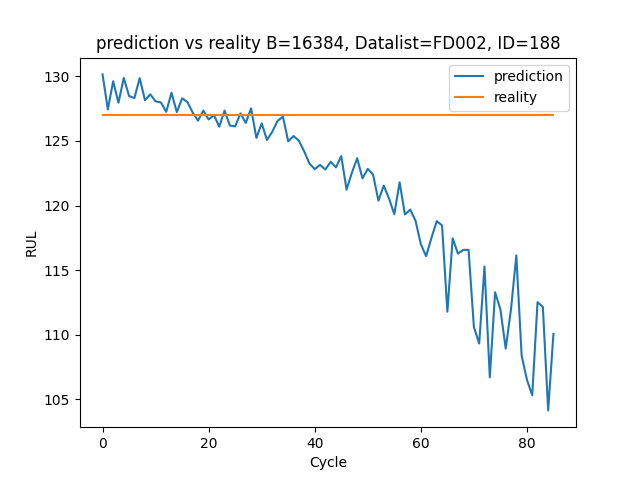 prediction vs reality B=16384, Datalist=FD002, ID=188
prediction
reality
130
125
120
115
110
105
RUL
0 20 40 60 80
Cycle